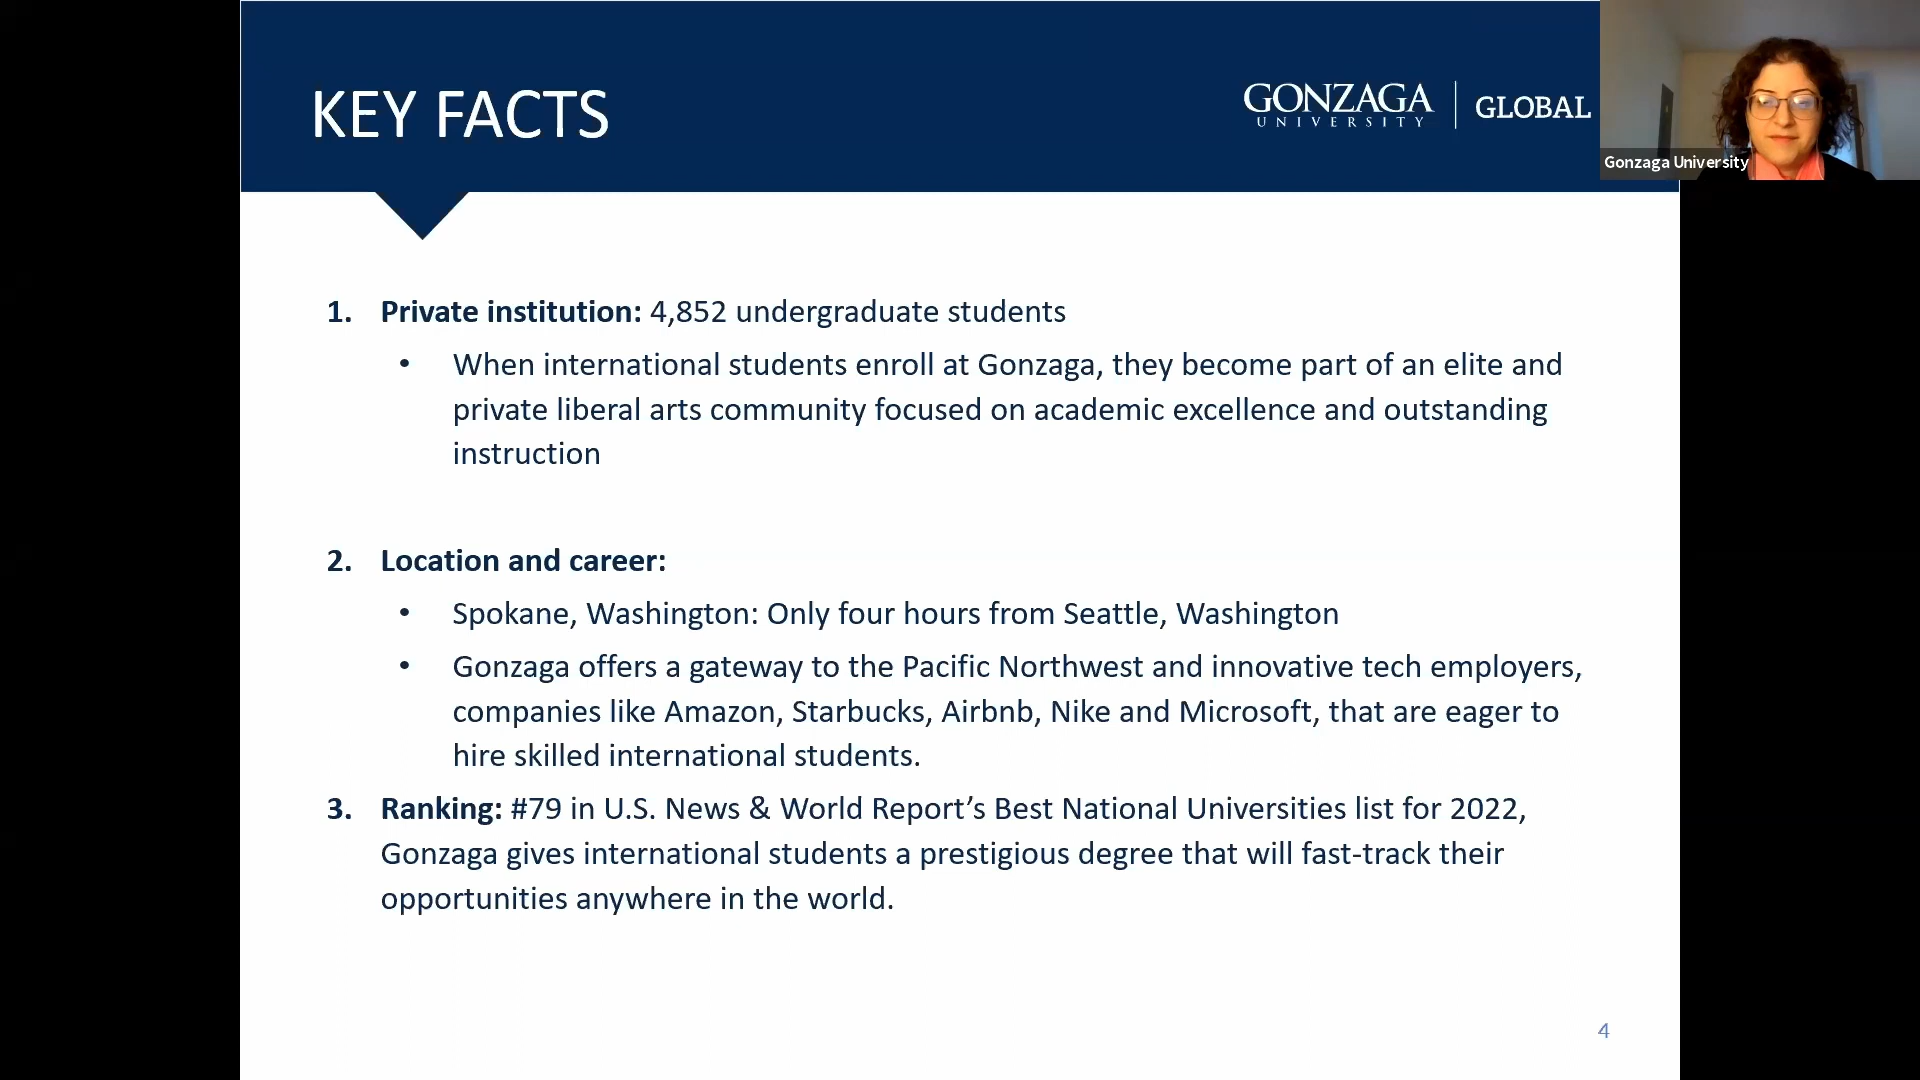 KEY FACTS
GONZAGA
UNIVERSITY
GLOBAL
Gonzaga University
1. Private institution: 4,852 undergraduate students
• When international students enroll at Gonzaga, they become part of an elite and
private liberal arts community focused on academic excellence and outstanding
instruction
2. Location and career:
• Spokane, Washington: Only four hours from Seattle, Washington
• Gonzaga offers a gateway to the Pacific Northwest and innovative tech employers,
companies like Amazon, Starbucks, Airbnb, Nike and Microsoft, that are eager to
hire skilled international students.
3. Ranking: #79 in U.S. News & World Report’s Best National Universities list for 2022,
Gonzaga gives international students a prestigious degree that will fast-track their
opportunities anywhere in the world.
4